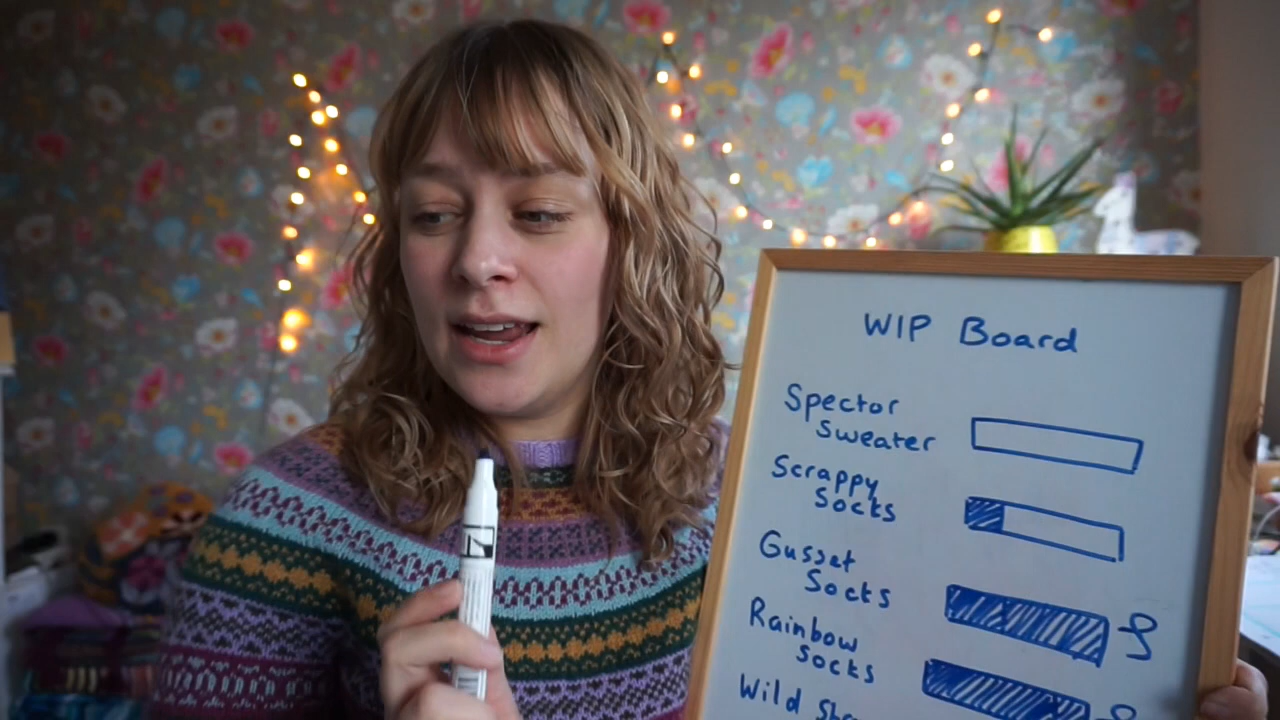 WIP Board
Spector
Sweater
Scrappy
Socks
Gusset
Socks
Rainbow
Socks
Wild